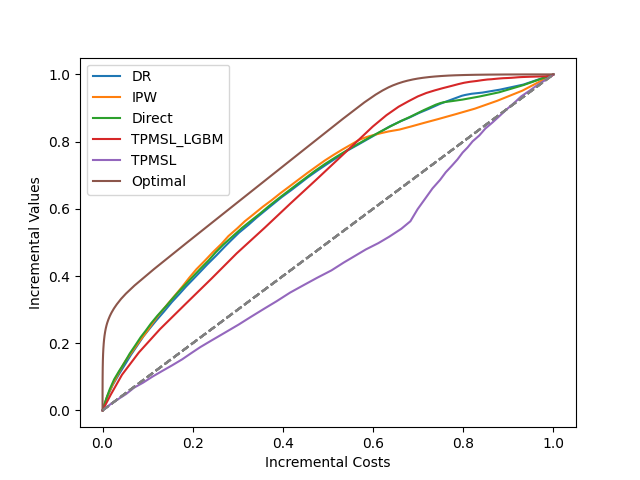 DR
IPW
Direct
TPMSL_LGBM
TPMSL
Optimal
1.0
0.8
0.6
0.4
0.2
0.0
Incremental Values
0.0 0.2 0.4 0.6 0.8 1.0
Incremental Costs